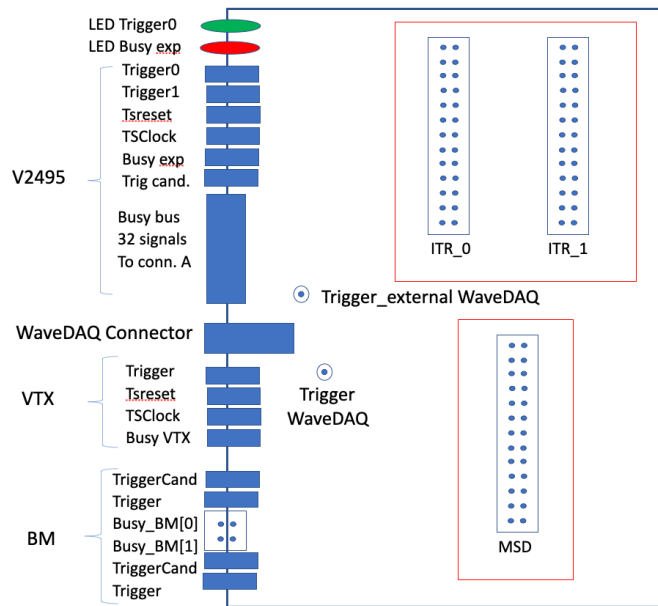 LED Trigger0
LED Busy exp
Trigger0
Trigger1
Tsreset
TSClock
Busy exp
Trig cand.
V2495
Busy bus
32 signals
To conn. A
ITR_0
ITR_1
Trigger_external WaveDAQ
WaveDAQ Connector
Trigger
Tsreset
TSClock
Busy VTX
VTX
Trigger
WaveDAQ
TriggerCand
Trigger
Busy_BM[0]
Busy_BM[1]
TriggerCand
Trigger
BM
MSD